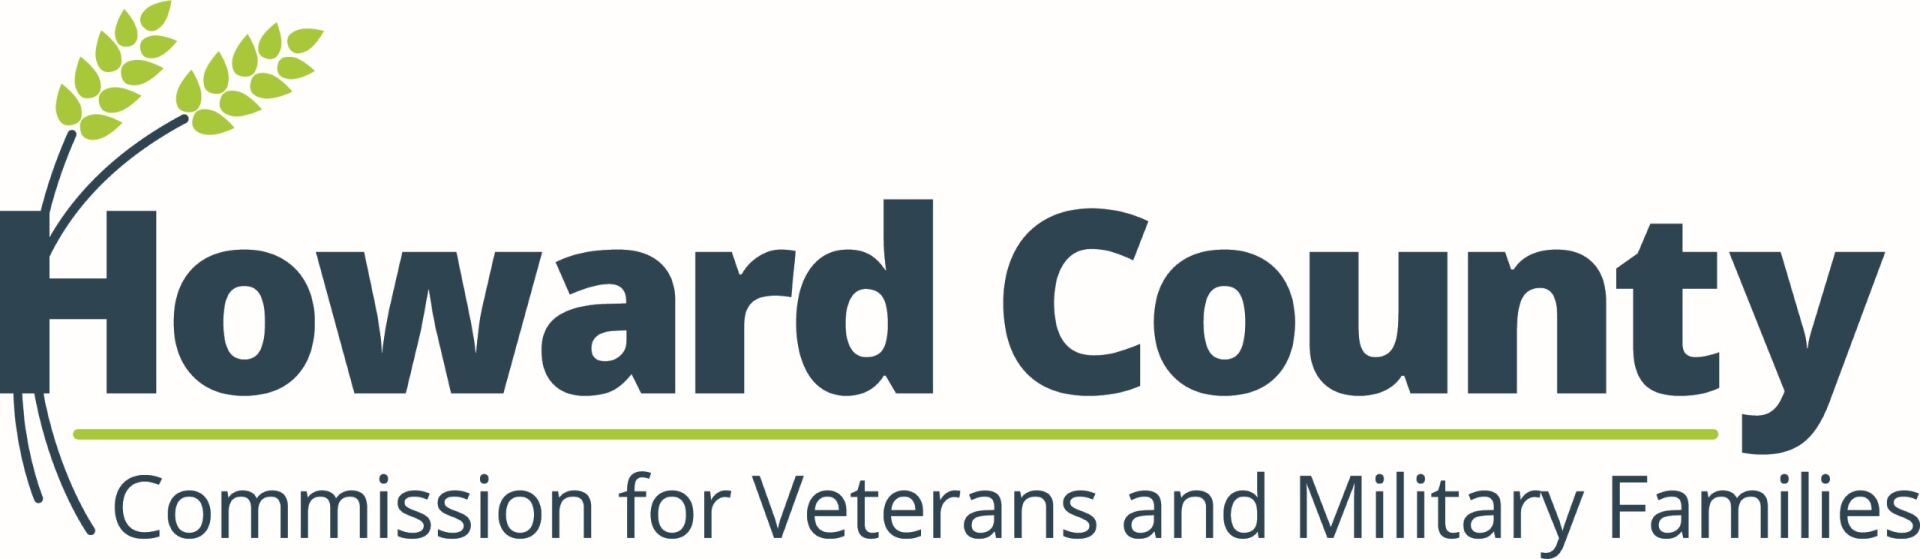 Howard County
Commission for Veterans and Military Families